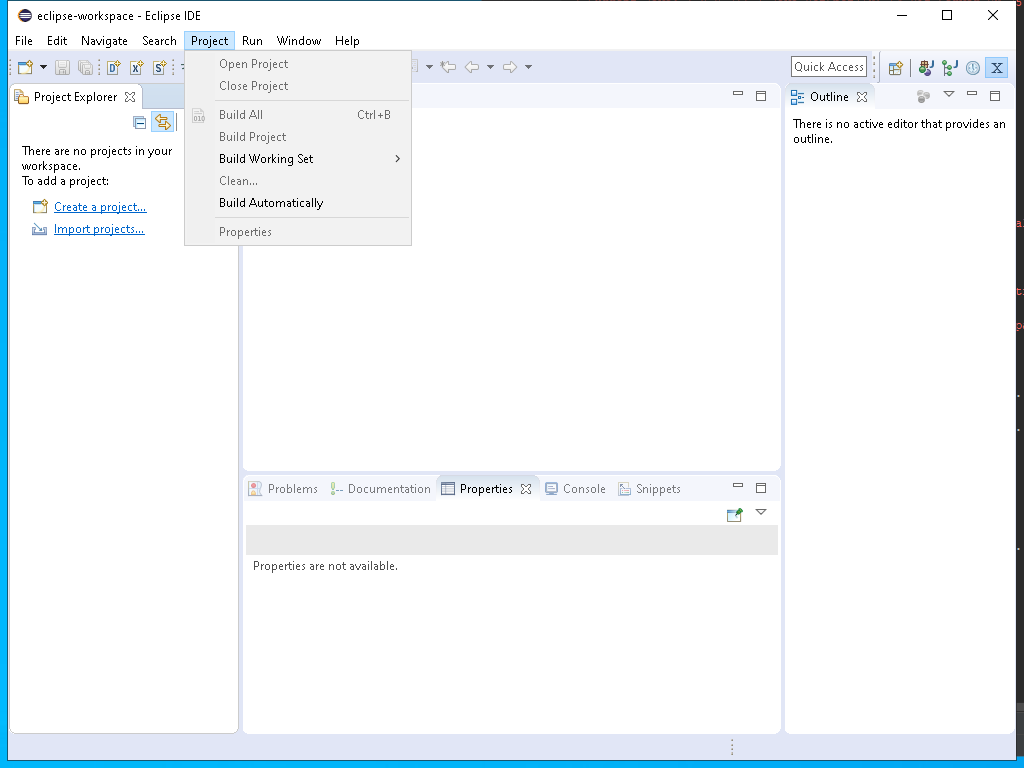 eclipse-workspace - Eclipse IDE
File Edit Navigate Search Project Run Window Help
Quick Access
Project Explorer
There are no projects in your
workspace.
To add a project:
Create a project...
Import projects...
Open Project
Close Project
Build All Ctrl+B
Build Project
Build Working Set
Clean...
Build Automatically
Properties
Outline
There is no active editor that provides an
outline.
Problems Documentation Properties Console Snippets
Properties are not available.